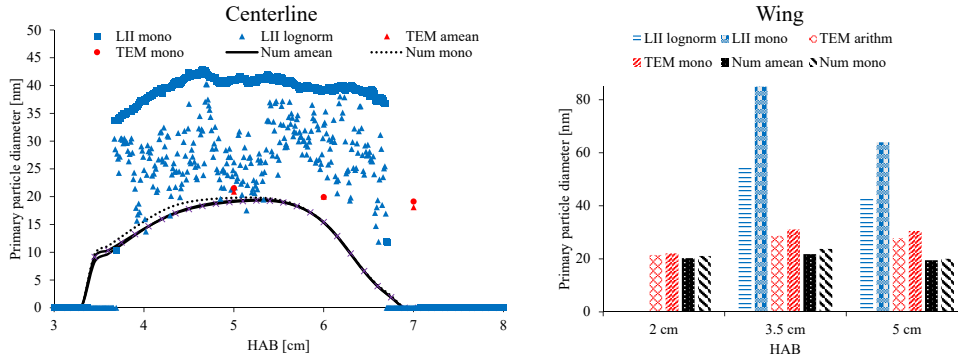 Centerline
LII mono LII lognorm TEM amean
TEM mono Num amean Num mono
Primary particle diameter [nm]
50
45
40
35
30
25
20
15
10
5
0
3 4 5 6 7 8
HAB [cm]
Wing
LII lognorm LII mono TEM arithm
TEM mono Num amean Num mono
Primary particle diameter [nm]
80
60
40
20
0
2 cm 3.5 cm 5 cm
HAB